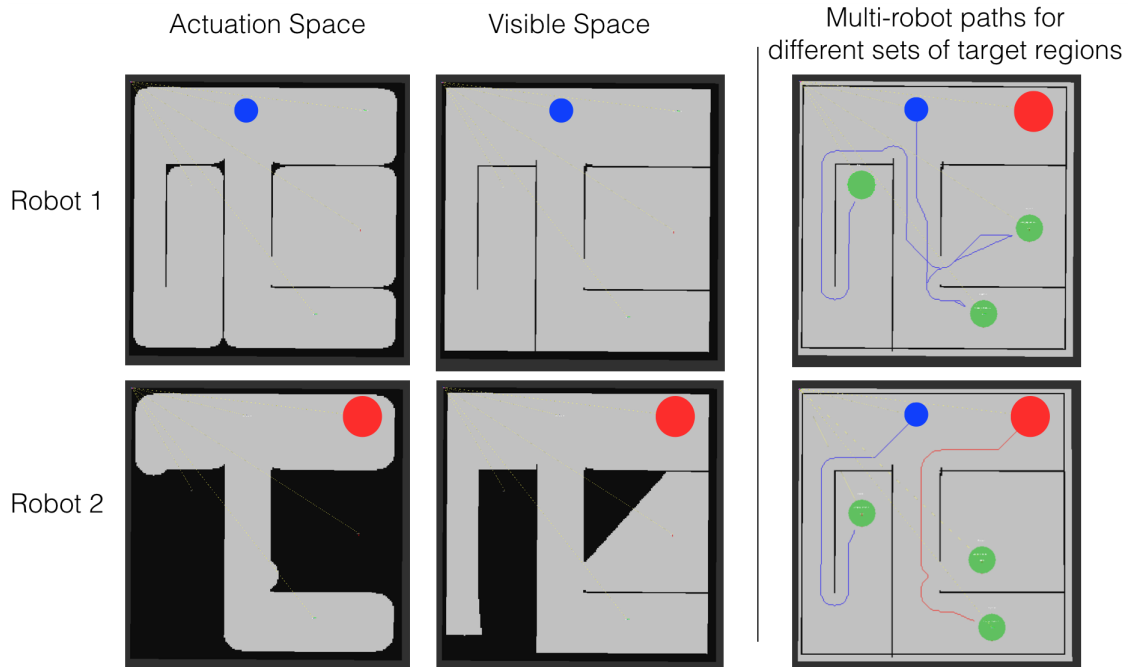 Actuation Space
Visible Space
Multi-robot paths for
different sets of target regions
Robot 1
Robot 2